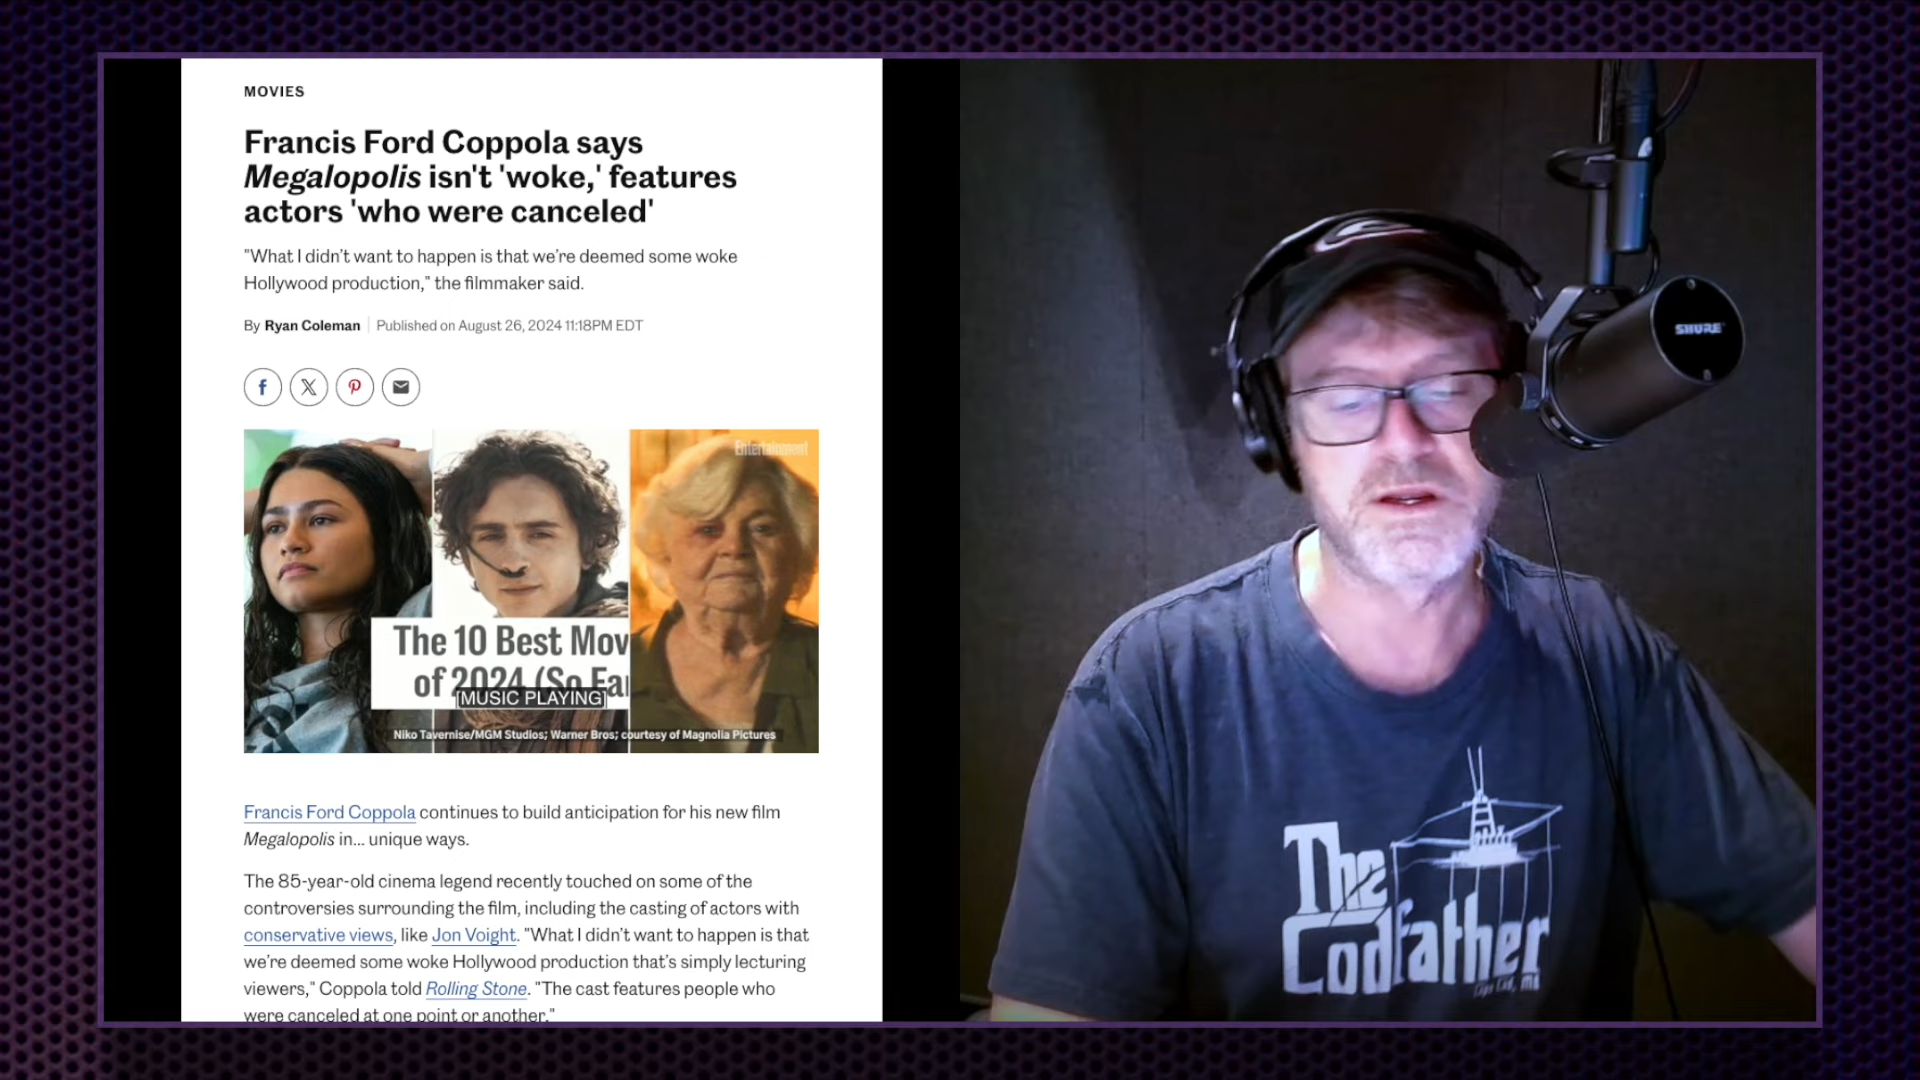 MOVIES
Francis Ford Coppola says
Megalopolis isn't 'woke,' features
actors 'who were canceled'
"What I didn't want to happen is that we're deemed some woke
Hollywood production," the filmmaker said.
By Ryan Coleman | Published on August 26, 2024 11:18PM EDT
Entertainment
The 10 Best Mov
of 2024 (So Far
[MUSIC PLAYING]
Niko Tavernise/MGM Studios; Warner Bros; courtesy of Magnolia Pictures
Francis Ford Coppola continues to build anticipation for his new film
Megalopolis in... unique ways.
The 85-year-old cinema legend recently touched on some of the
controversies surrounding the film, including the casting of actors with
conservative views, like Jon Voight. "What I didn't want to happen is that
we're deemed some woke Hollywood production that's simply lecturing
viewers," Coppola told Rolling Stone. "The cast features people who
were canceled at one point or another."
SHURE
The
Codfather